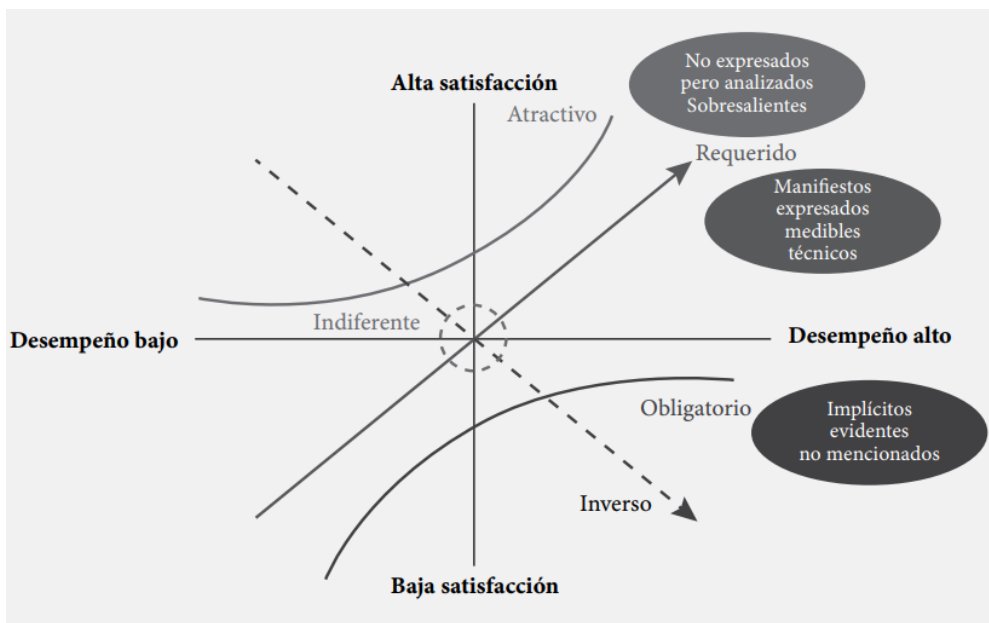 No expresados
pero analizados
Sobresalientes
Alta satisfacción
Atractivo
Requerido
Manifiestos
expresados
medibles
técnicos
Indiferente
Desempeño bajo
Desempeño alto
Obligatorio
Implícitos
evidentes
no mencionados
Inverso
Baja satisfacción